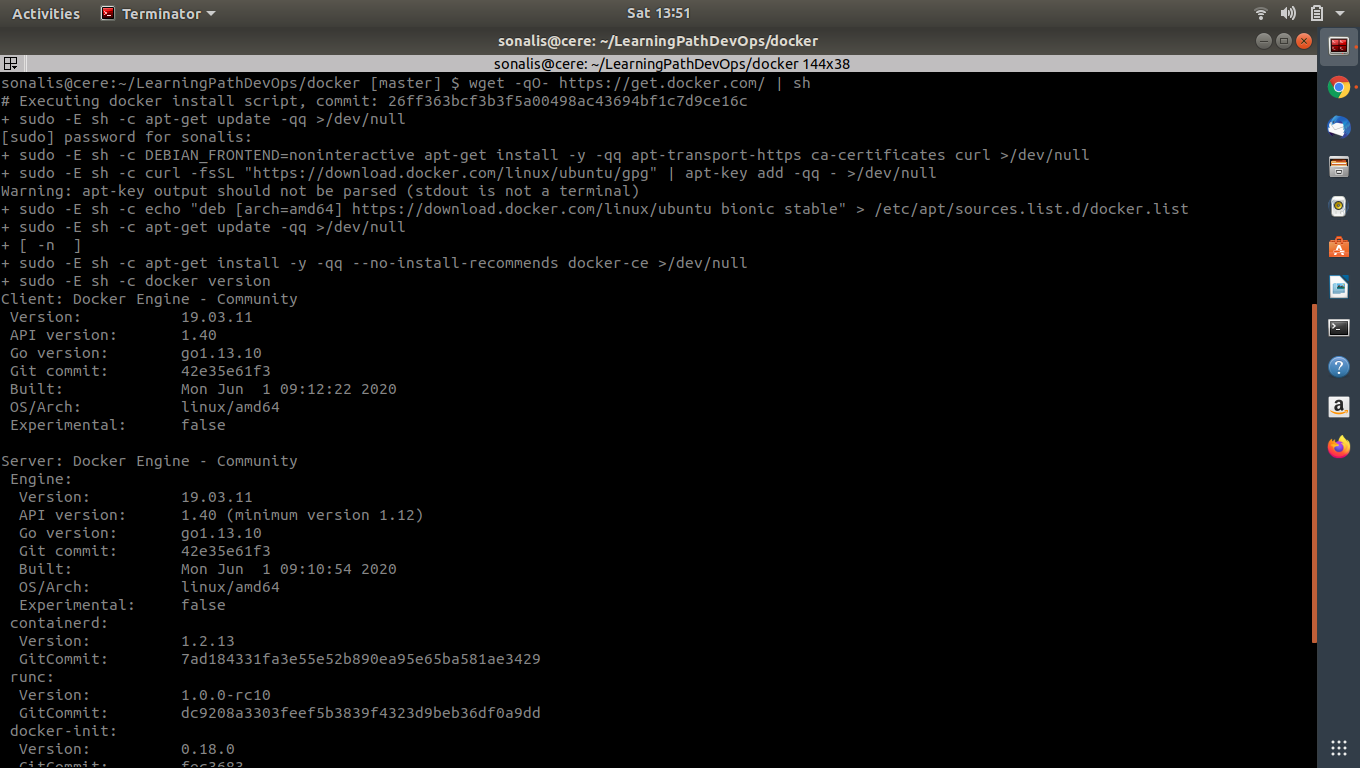 Activities Terminator Sat 13:51
sonalis@cere: ~/LearningPathDevOps/docker
sonalis@cere: ~/LearningPathDevOps/docker 144x38
sonalis@cere:~/LearningPathDevOps/docker [master] $ wget -qO- https://get.docker.com/ | sh
# Executing docker install script, commit: 26ff363bcf3b3f5a00498ac43694bf1c7d9ce16c
+ sudo -E sh -c apt-get update -qq >/dev/null
[sudo] password for sonalis:
+ sudo -E sh -c DEBIAN_FRONTEND=noninteractive apt-get install -y -qq apt-transport-https ca-certificates curl >/dev/null
+ sudo -E sh -c curl -fsSL "https://download.docker.com/linux/ubuntu/gpg" | apt-key add -qq - >/dev/null
Warning: apt-key output should not be parsed (stdout is not a terminal)
+ sudo -E sh -c echo "deb [arch=amd64] https://download.docker.com/linux/ubuntu bionic stable" > /etc/apt/sources.list.d/docker.list
+ sudo -E sh -c apt-get update -qq >/dev/null
+ [ -n  ]
+ sudo -E sh -c apt-get install -y -qq --no-install-recommends docker-ce >/dev/null
+ sudo -E sh -c docker version
Client: Docker Engine - Community
 Version:           19.03.11
 API version:       1.40
 Go version:        go1.13.10
 Git commit:        42e35e61f3
 Built:             Mon Jun  1 09:12:22 2020
 OS/Arch:           linux/amd64
 Experimental:      false

Server: Docker Engine - Community
 Engine:
  Version:          19.03.11
  API version:      1.40 (minimum version 1.12)
  Go version:       go1.13.10
  Git commit:       42e35e61f3
  Built:            Mon Jun  1 09:10:54 2020
  OS/Arch:          linux/amd64
  Experimental:     false
 containerd:
  Version:          1.2.13
  GitCommit:        7ad184331fa3e55e52b890ea95e65ba581ae3429
 runc:
  Version:          1.0.0-rc10
  GitCommit:        dc9208a3303feef5b3839f4323d9beb36df0a9dd
 docker-init:
  Version:          0.18.0
  GitCommit:        fec3683